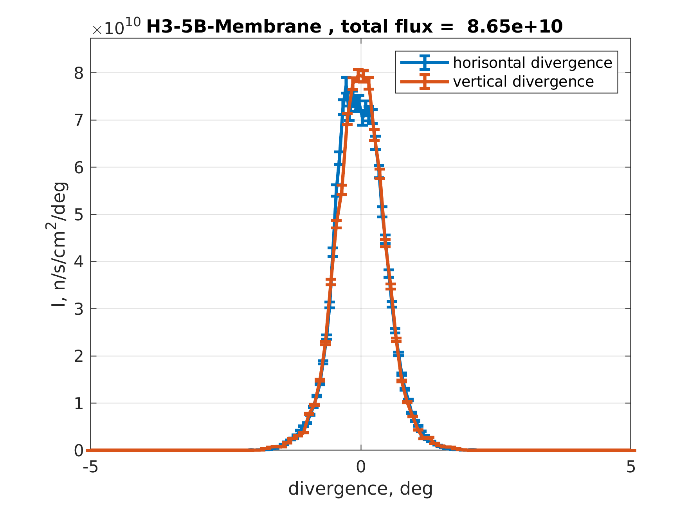 ×10^10 H3-5B-Membrane , total flux = 8.65e+10
horisontal divergence
vertical divergence
8
7
6
5
4
3
2
1
0
I, n/s/cm^2/deg
-5 0 5
divergence, deg